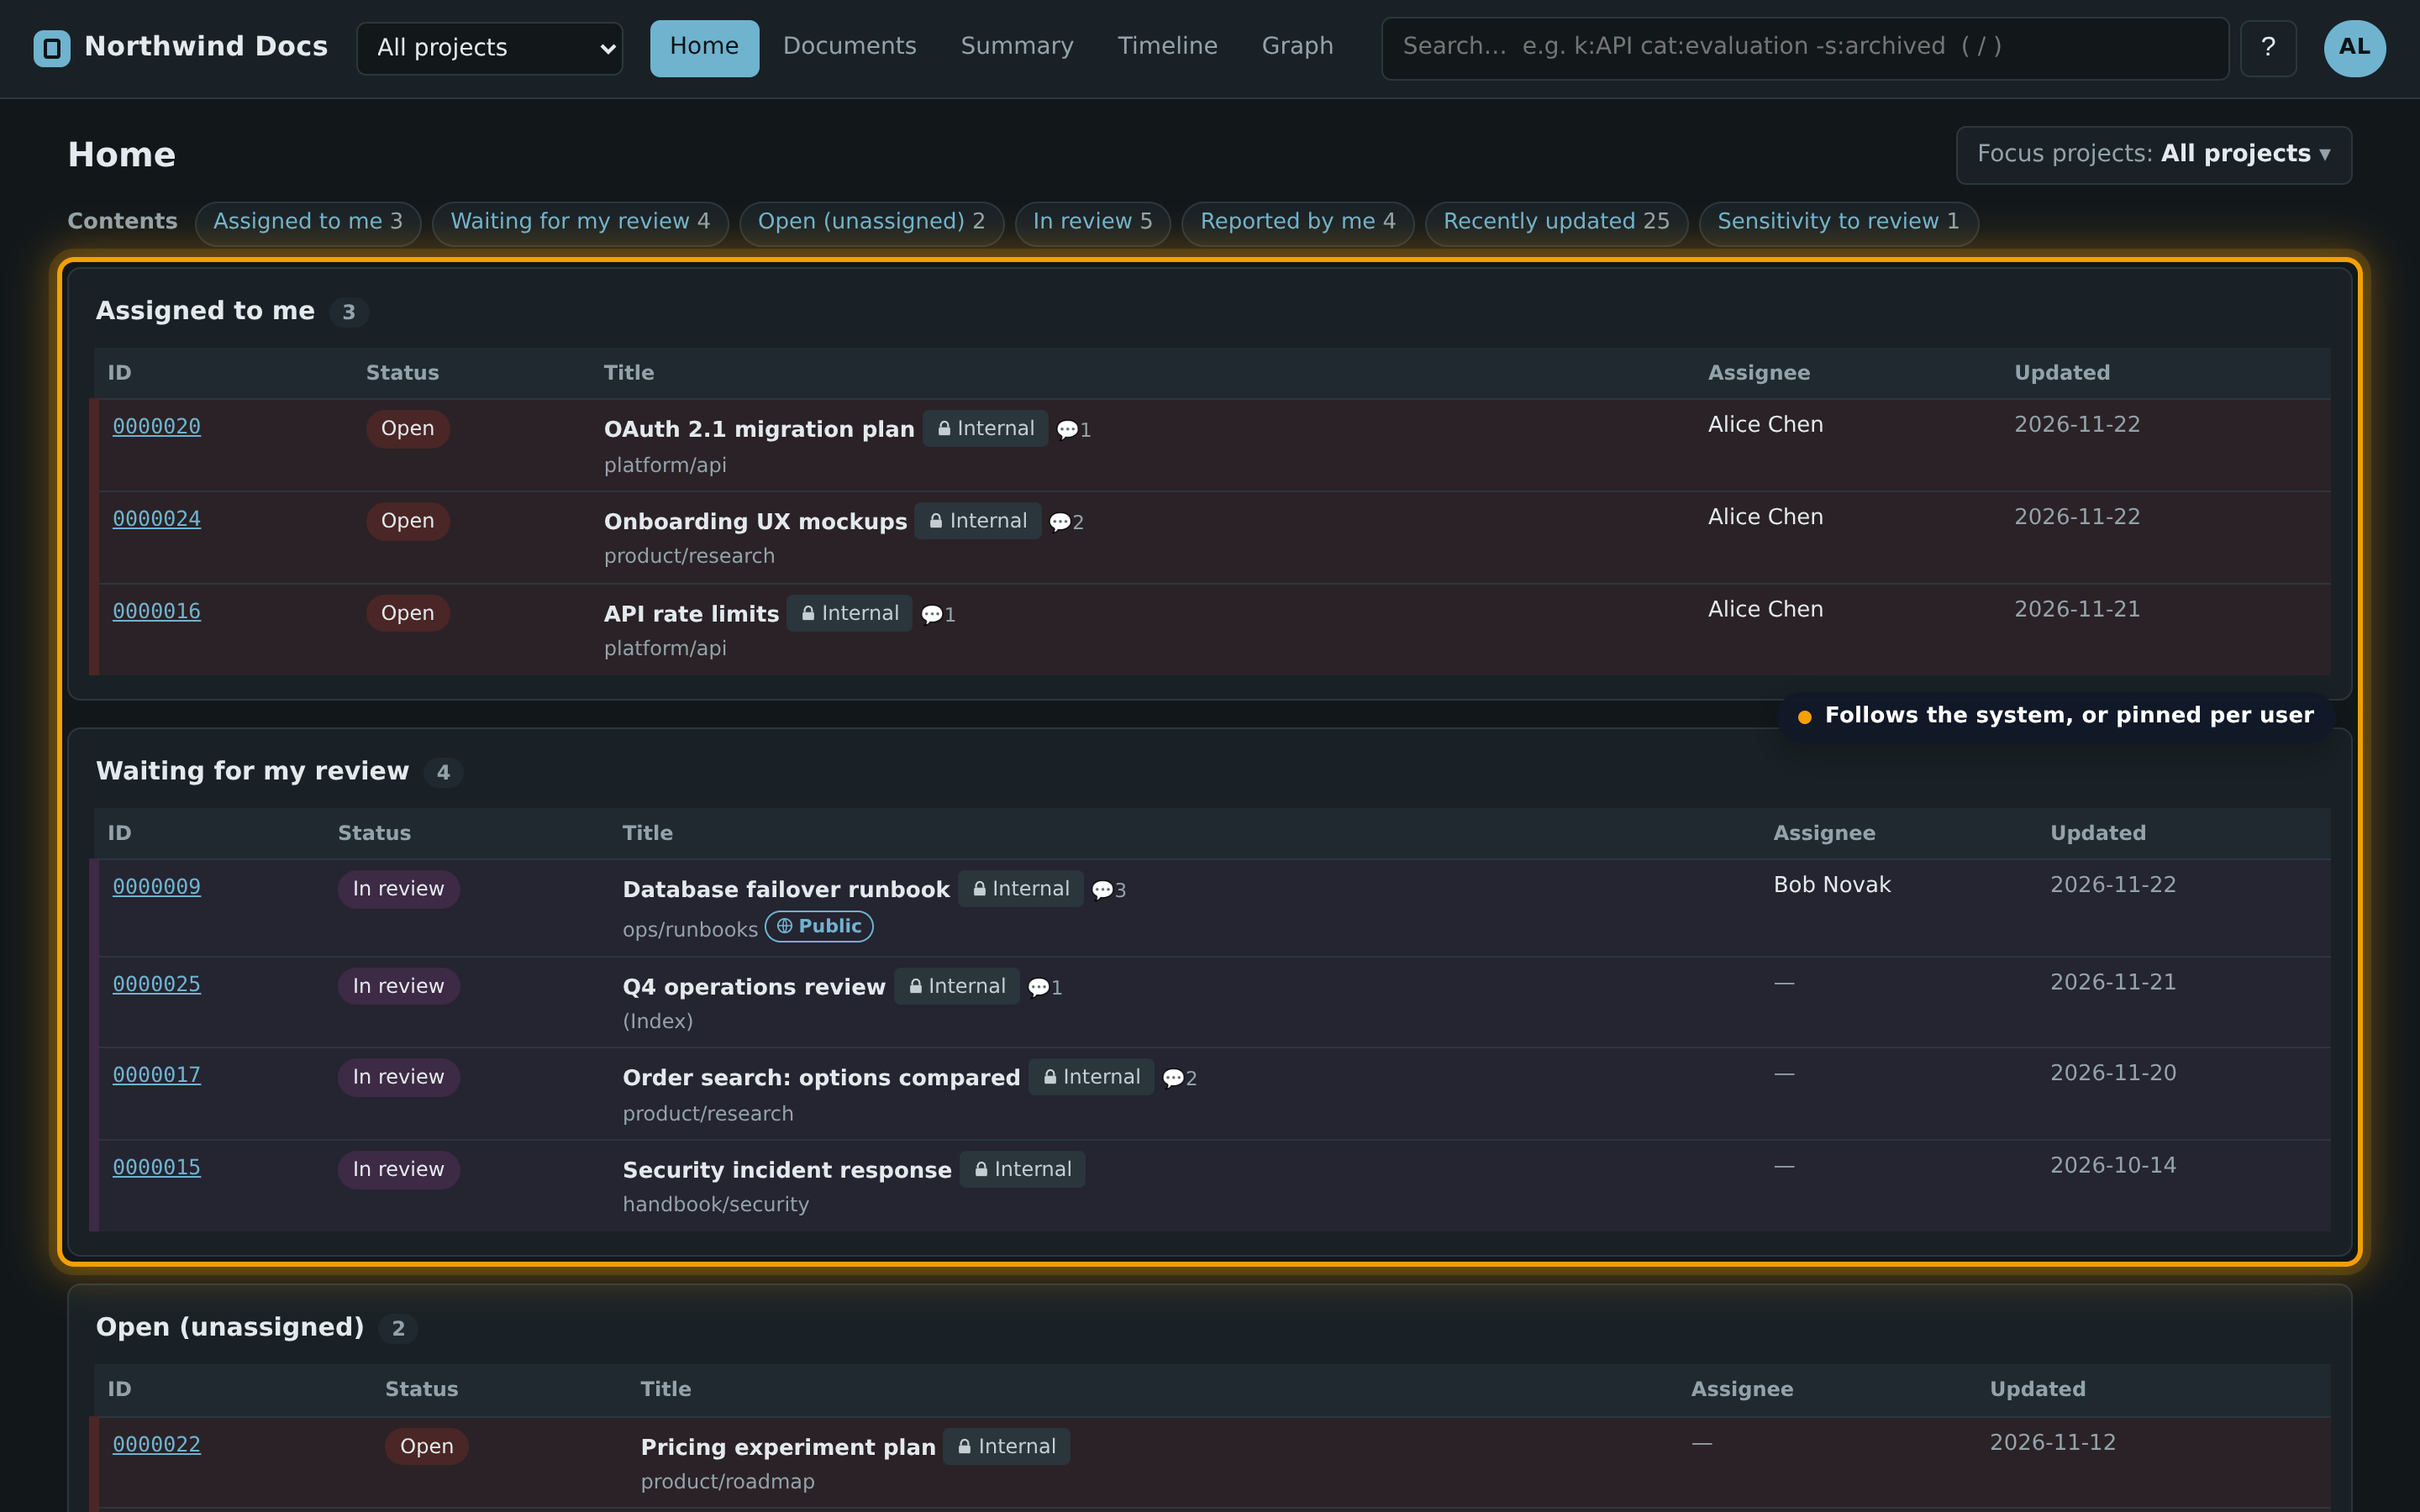 Northwind Docs All projects Home Documents Summary Timeline Graph Search... e.g. k:API cat:evaluation -s:archived ( / ) ? AL
Home Focus projects: All projects ▾
Contents Assigned to me 3 Waiting for my review 4 Open (unassigned) 2 In review 5 Reported by me 4 Recently updated 25 Sensitivity to review 1
Assigned to me 3
ID Status Title Assignee Updated
0000020 Open OAuth 2.1 migration plan Internal 1 Alice Chen 2026-11-22
platform/api
0000024 Open Onboarding UX mockups Internal 2 Alice Chen 2026-11-22
product/research
0000016 Open API rate limits Internal 1 Alice Chen 2026-11-21
platform/api
Follows the system, or pinned per user
Waiting for my review 4
ID Status Title Assignee Updated
0000009 In review Database failover runbook Internal 3 Bob Novak 2026-11-22
ops/runbooks Public
0000025 In review Q4 operations review Internal 1 — 2026-11-21
(Index)
0000017 In review Order search: options compared Internal 2 — 2026-11-20
product/research
0000015 In review Security incident response Internal — 2026-10-14
handbook/security
Open (unassigned) 2
ID Status Title Assignee Updated
0000022 Open Pricing experiment plan Internal — 2026-11-12
product/roadmap